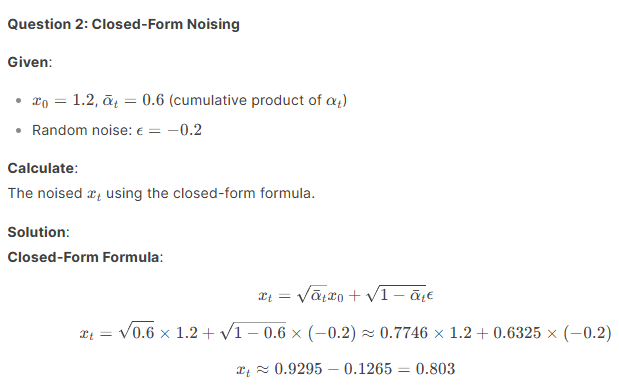 Question 2: Closed-Form Noising
Given:
• x₀ = 1.2, ᾱₜ = 0.6 (cumulative product of αₜ)
• Random noise: ϵ = −0.2
Calculate:
The noised xₜ using the closed-form formula.
Solution:
Closed-Form Formula:
xₜ = √ᾱₜx₀ + √1 − ᾱₜϵ
xₜ = √0.6 × 1.2 + √1 − 0.6 × (−0.2) ≈ 0.7746 × 1.2 + 0.6325 × (−0.2)
xₜ ≈ 0.9295 − 0.1265 = 0.803